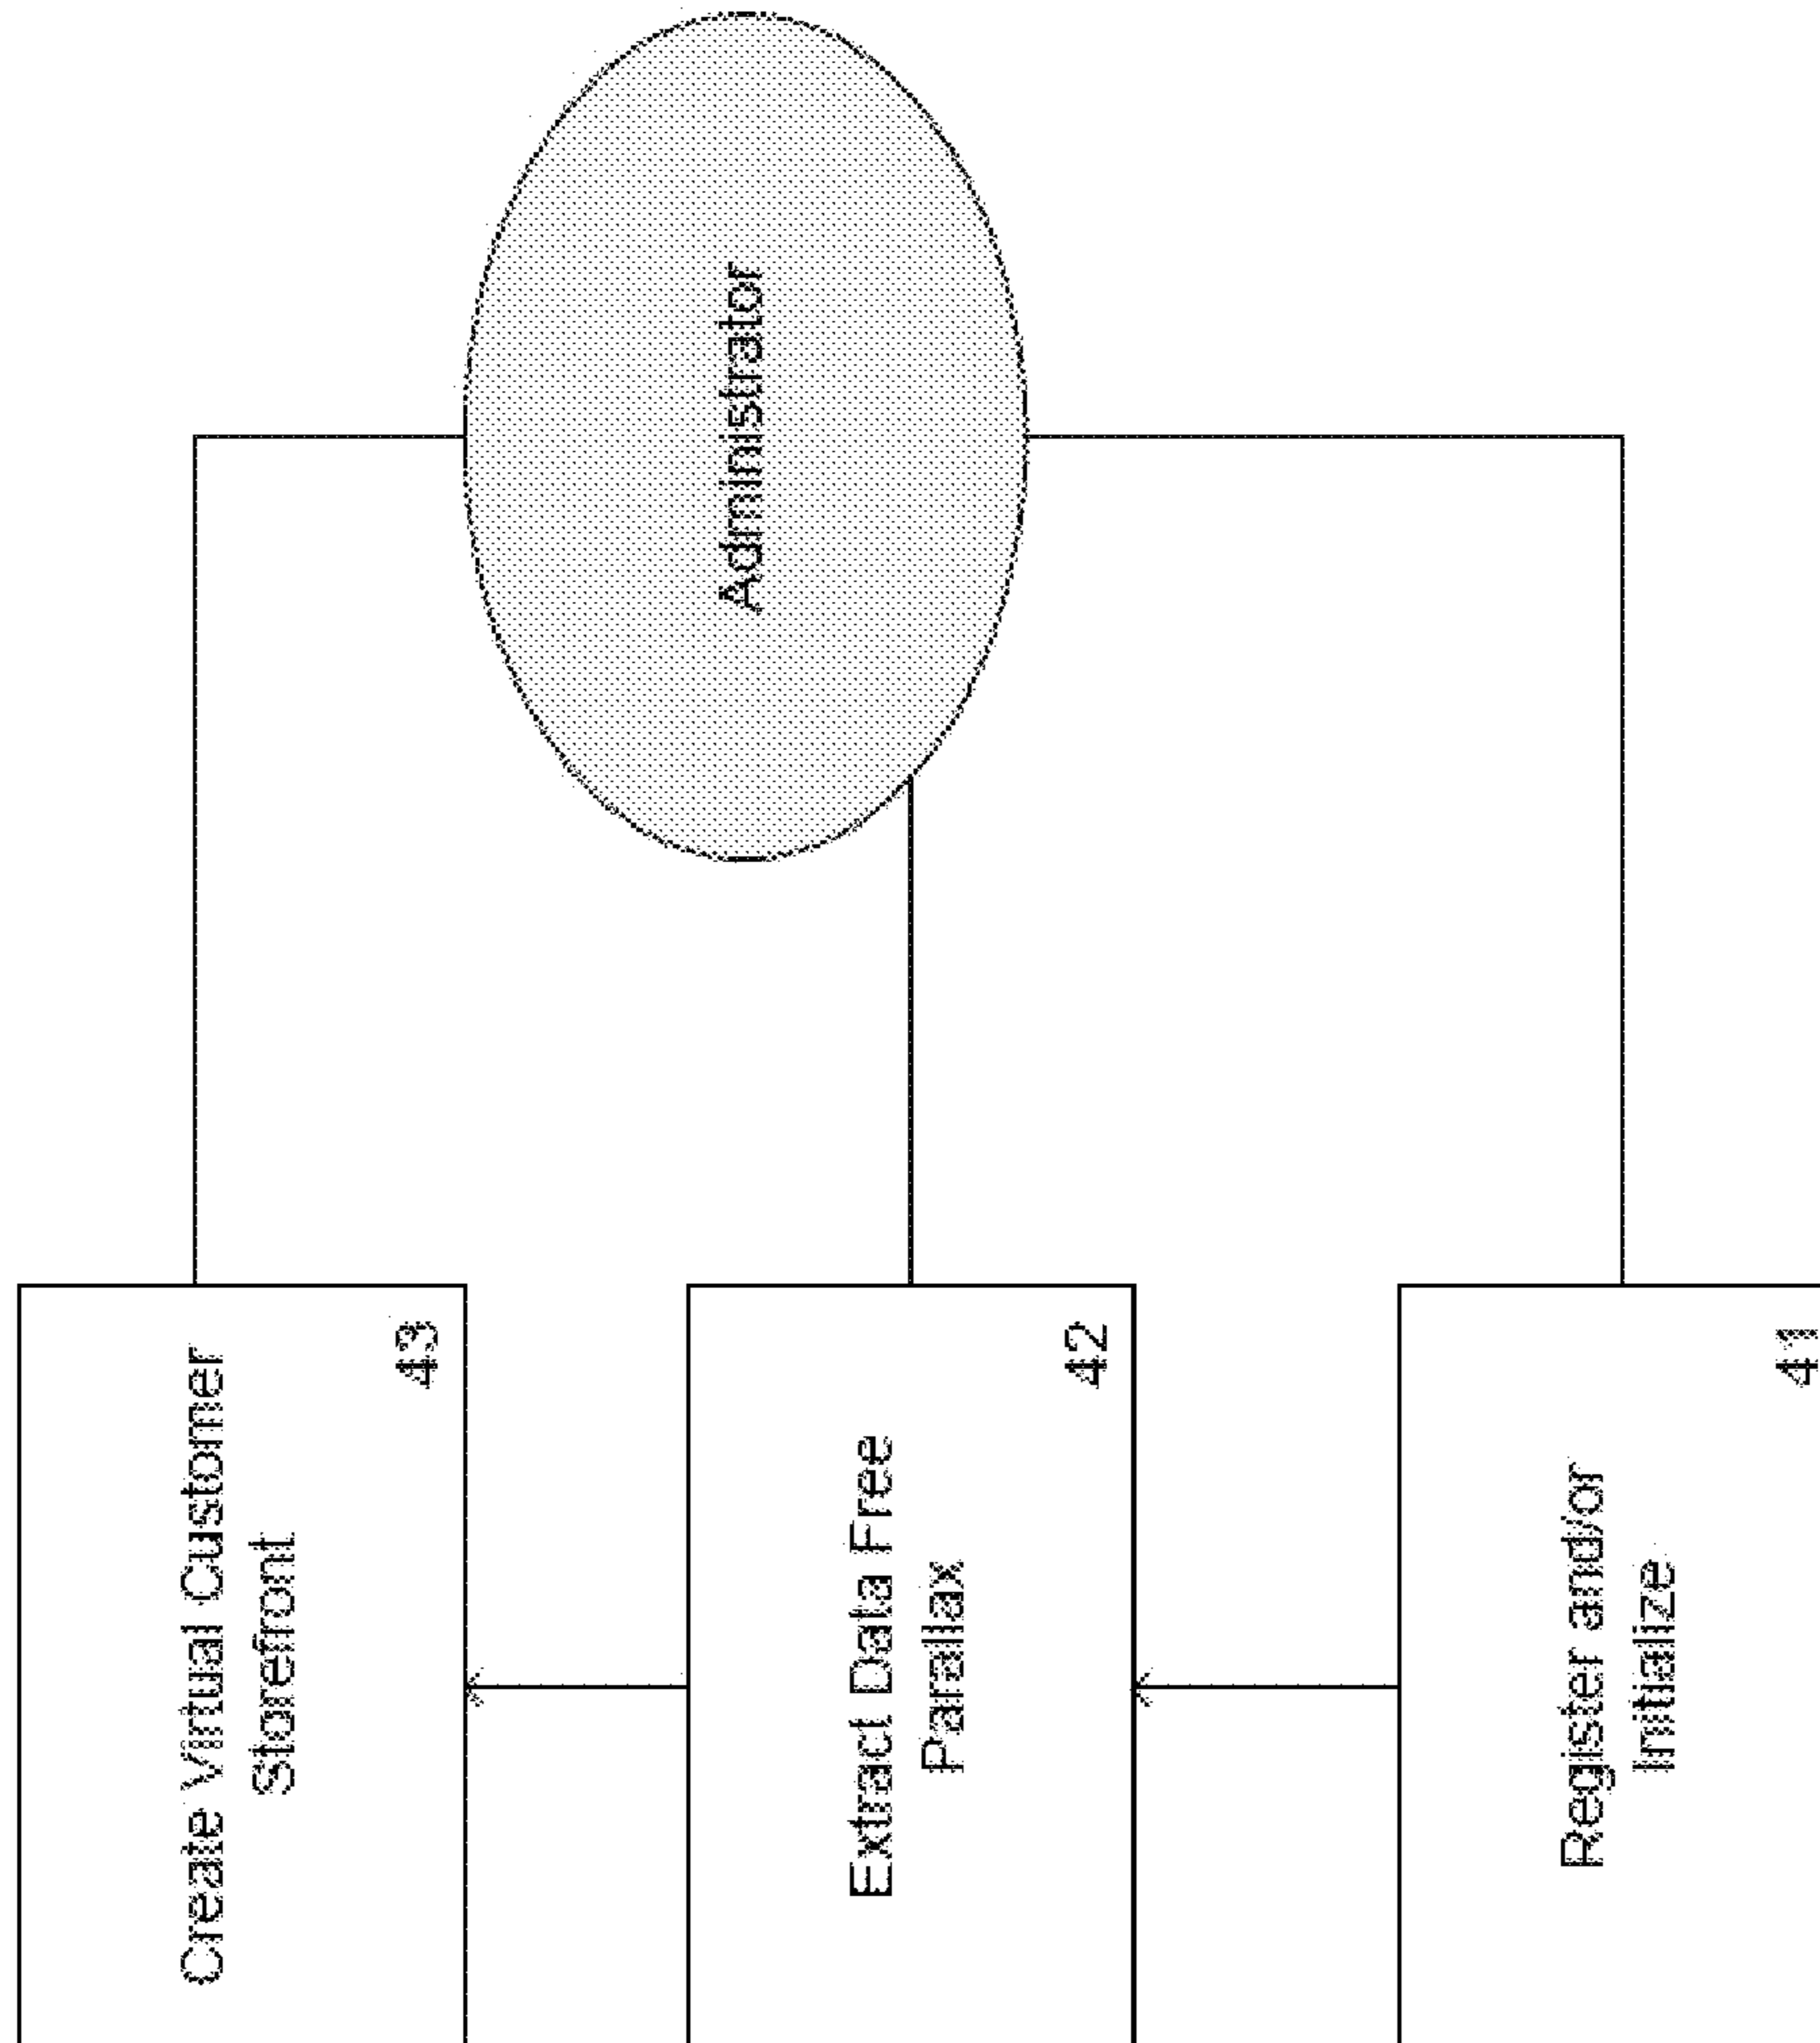 Create Virtual Customer
Storefront
43
Administrator
Extract Data Free
Parallax
42
Register and/or
Initialize
41